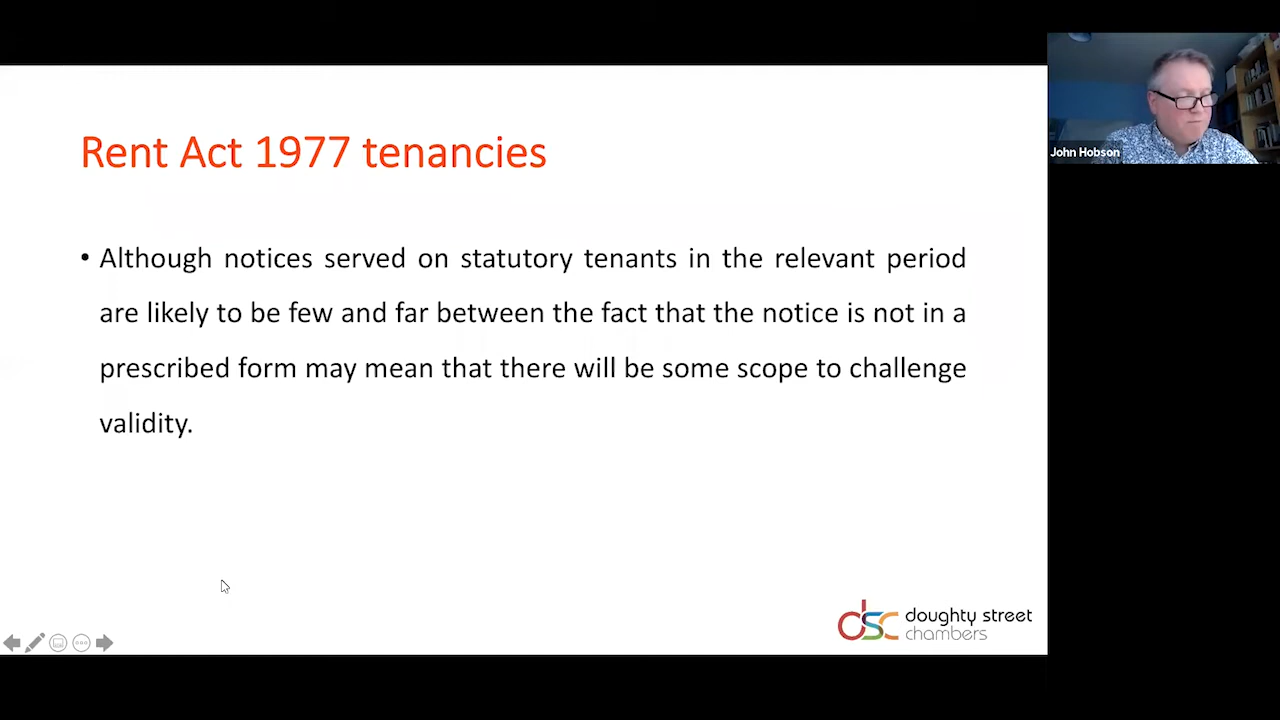 Rent Act 1977 tenancies
• Although notices served on statutory tenants in the relevant period
are likely to be few and far between the fact that the notice is not in a
prescribed form may mean that there will be some scope to challenge
validity.
John Hobson
dsc doughty street
chambers